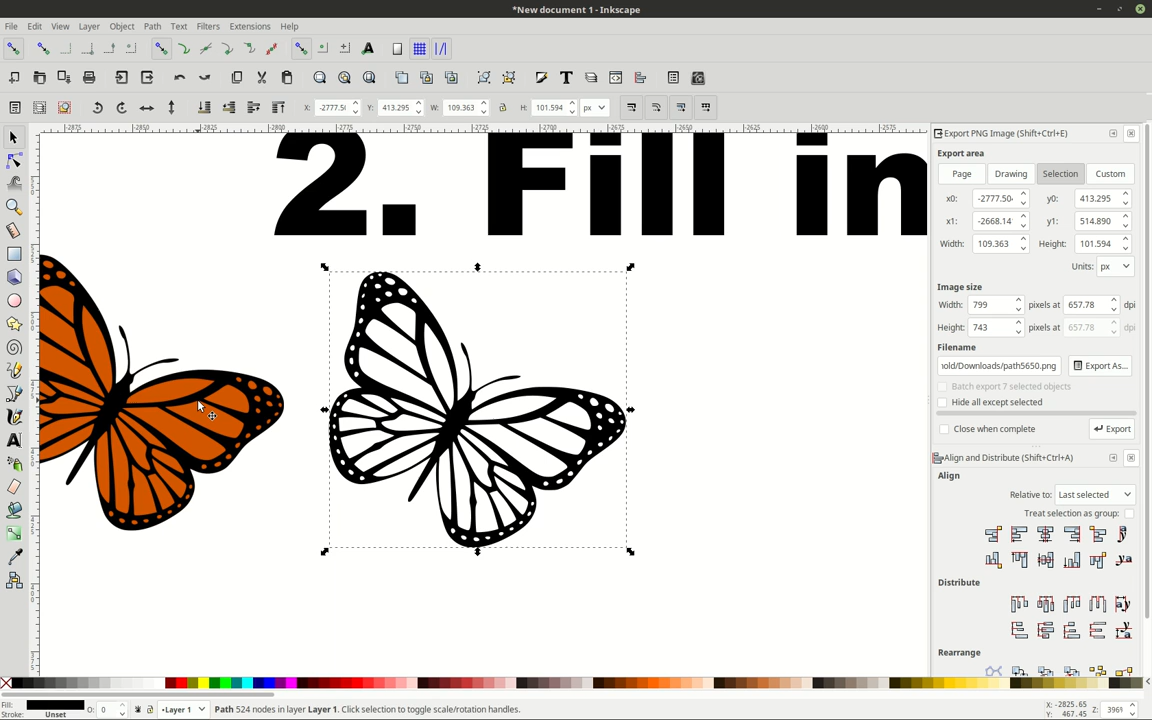 *New document 1 - Inkscape
File Edit View Layer Object Path Text Filters Extensions Help
X: -2777.5 Y: 413.295 W: 109.363 H: 101.594 px
2. Fill in
Export PNG Image (Shift+Ctrl+E)
Export area
Page Drawing Selection Custom
x0: -2777.50 y0: 413.295
x1: -2668.14 y1: 514.890
Width: 109.363 Height: 101.594
Units: px
Image size
Width: 799 pixels at 657.78 dpi
Height: 743 pixels at 657.78 dpi
Filename
old/Downloads/path5650.png Export As...
Batch export 7 selected objects
Hide all except selected
Close when complete Export
Align and Distribute (Shift+Ctrl+A)
Align
Relative to: Last selected
Treat selection as group:
Distribute
Rearrange
Fill:
Stroke: Unset
O: 0
•Layer 1
Path 524 nodes in layer Layer 1. Click selection to toggle scale/rotation handles.
X: -2825.65
Y: 467.45
Z: 396%